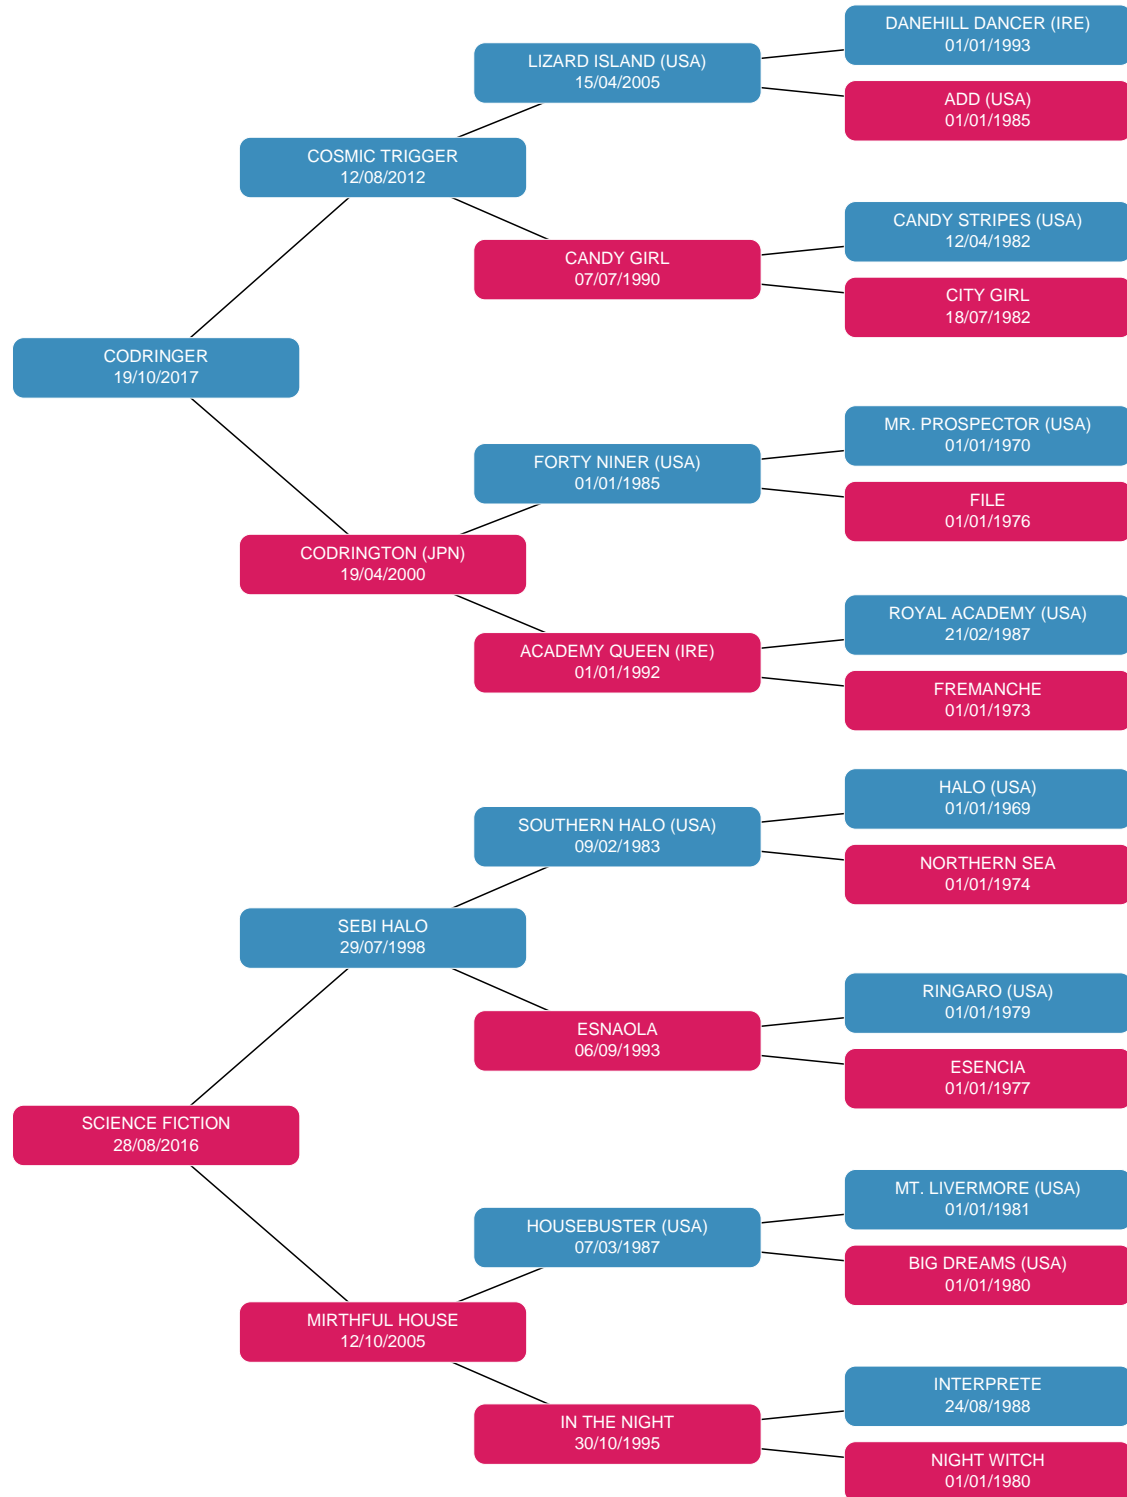 DANEHILL DANCER (IRE)
01/01/1993
LIZARD ISLAND (USA)
15/04/2005
ADD (USA)
01/01/1985
COSMIC TRIGGER
12/08/2012
CANDY STRIPES (USA)
12/04/1982
CANDY GIRL
07/07/1990
CITY GIRL
18/07/1982
CODRINGER
19/10/2017
MR. PROSPECTOR (USA)
01/01/1970
FORTY NINER (USA)
01/01/1985
FILE
01/01/1976
CODRINGTON (JPN)
19/04/2000
ROYAL ACADEMY (USA)
21/02/1987
ACADEMY QUEEN (IRE)
01/01/1992
FREMANCHE
01/01/1973
HALO (USA)
01/01/1969
SOUTHERN HALO (USA)
09/02/1983
NORTHERN SEA
01/01/1974
SEBI HALO
29/07/1998
RINGARO (USA)
01/01/1979
ESNAOLA
06/09/1993
ESENCIA
01/01/1977
SCIENCE FICTION
28/08/2016
MT. LIVERMORE (USA)
01/01/1981
HOUSEBUSTER (USA)
07/03/1987
BIG DREAMS (USA)
01/01/1980
MIRTHFUL HOUSE
12/10/2005
INTERPRETE
24/08/1988
IN THE NIGHT
30/10/1995
NIGHT WITCH
01/01/1980